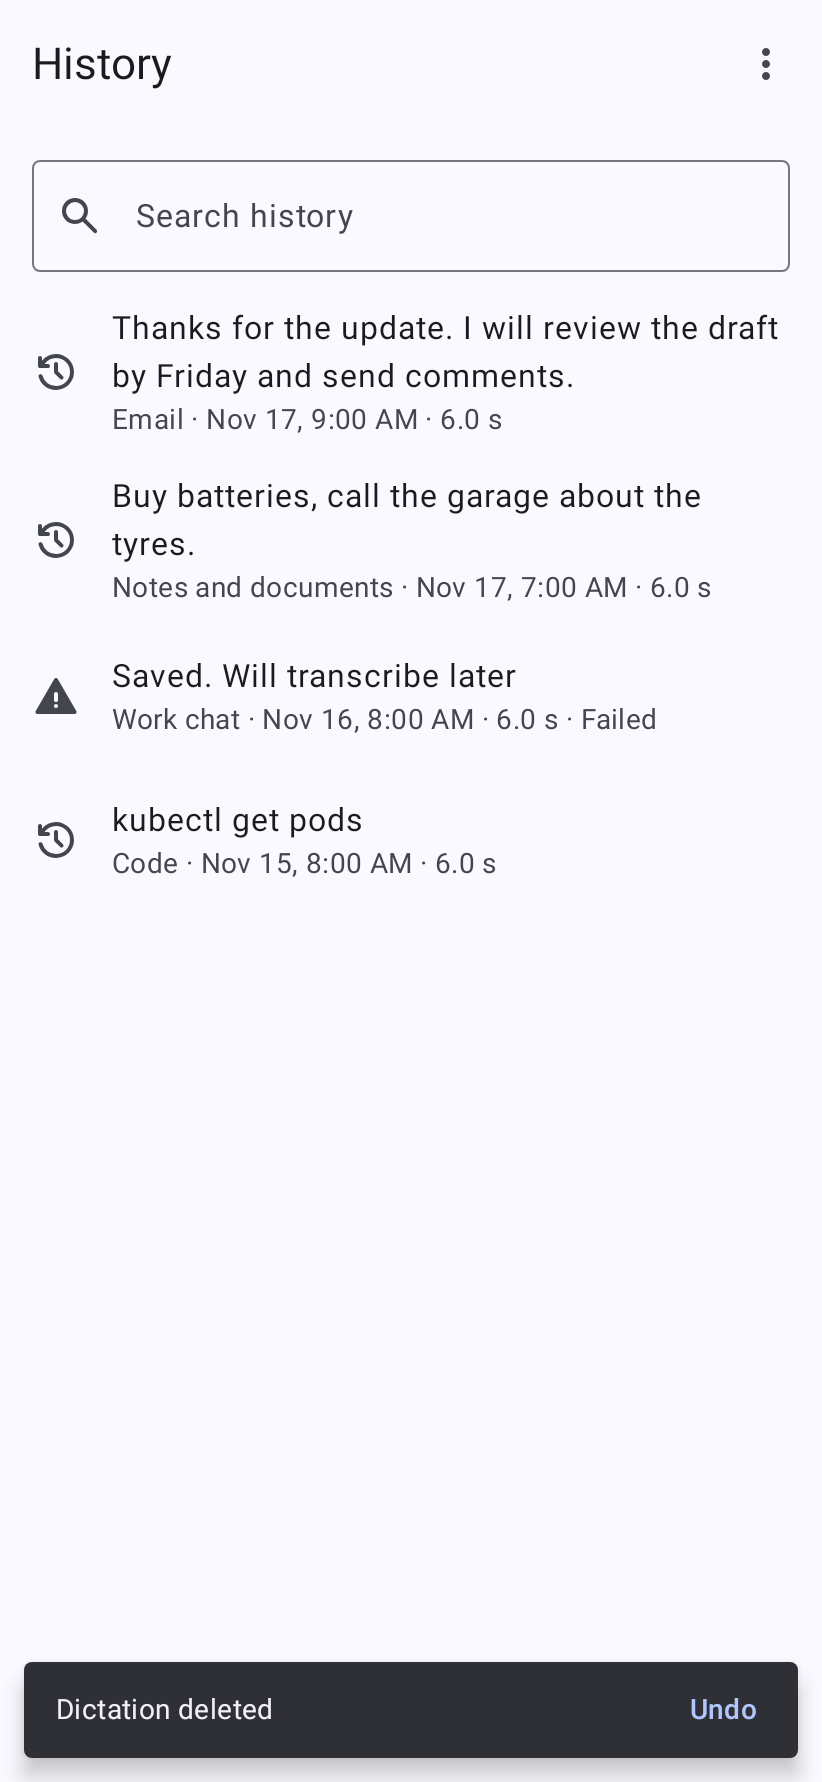 History
Search history
Thanks for the update. I will review the draft
by Friday and send comments.
Email · Nov 17, 9:00 AM · 6.0 s
Buy batteries, call the garage about the
tyres.
Notes and documents · Nov 17, 7:00 AM · 6.0 s
Saved. Will transcribe later
Work chat · Nov 16, 8:00 AM · 6.0 s · Failed
kubectl get pods
Code · Nov 15, 8:00 AM · 6.0 s
Dictation deleted Undo